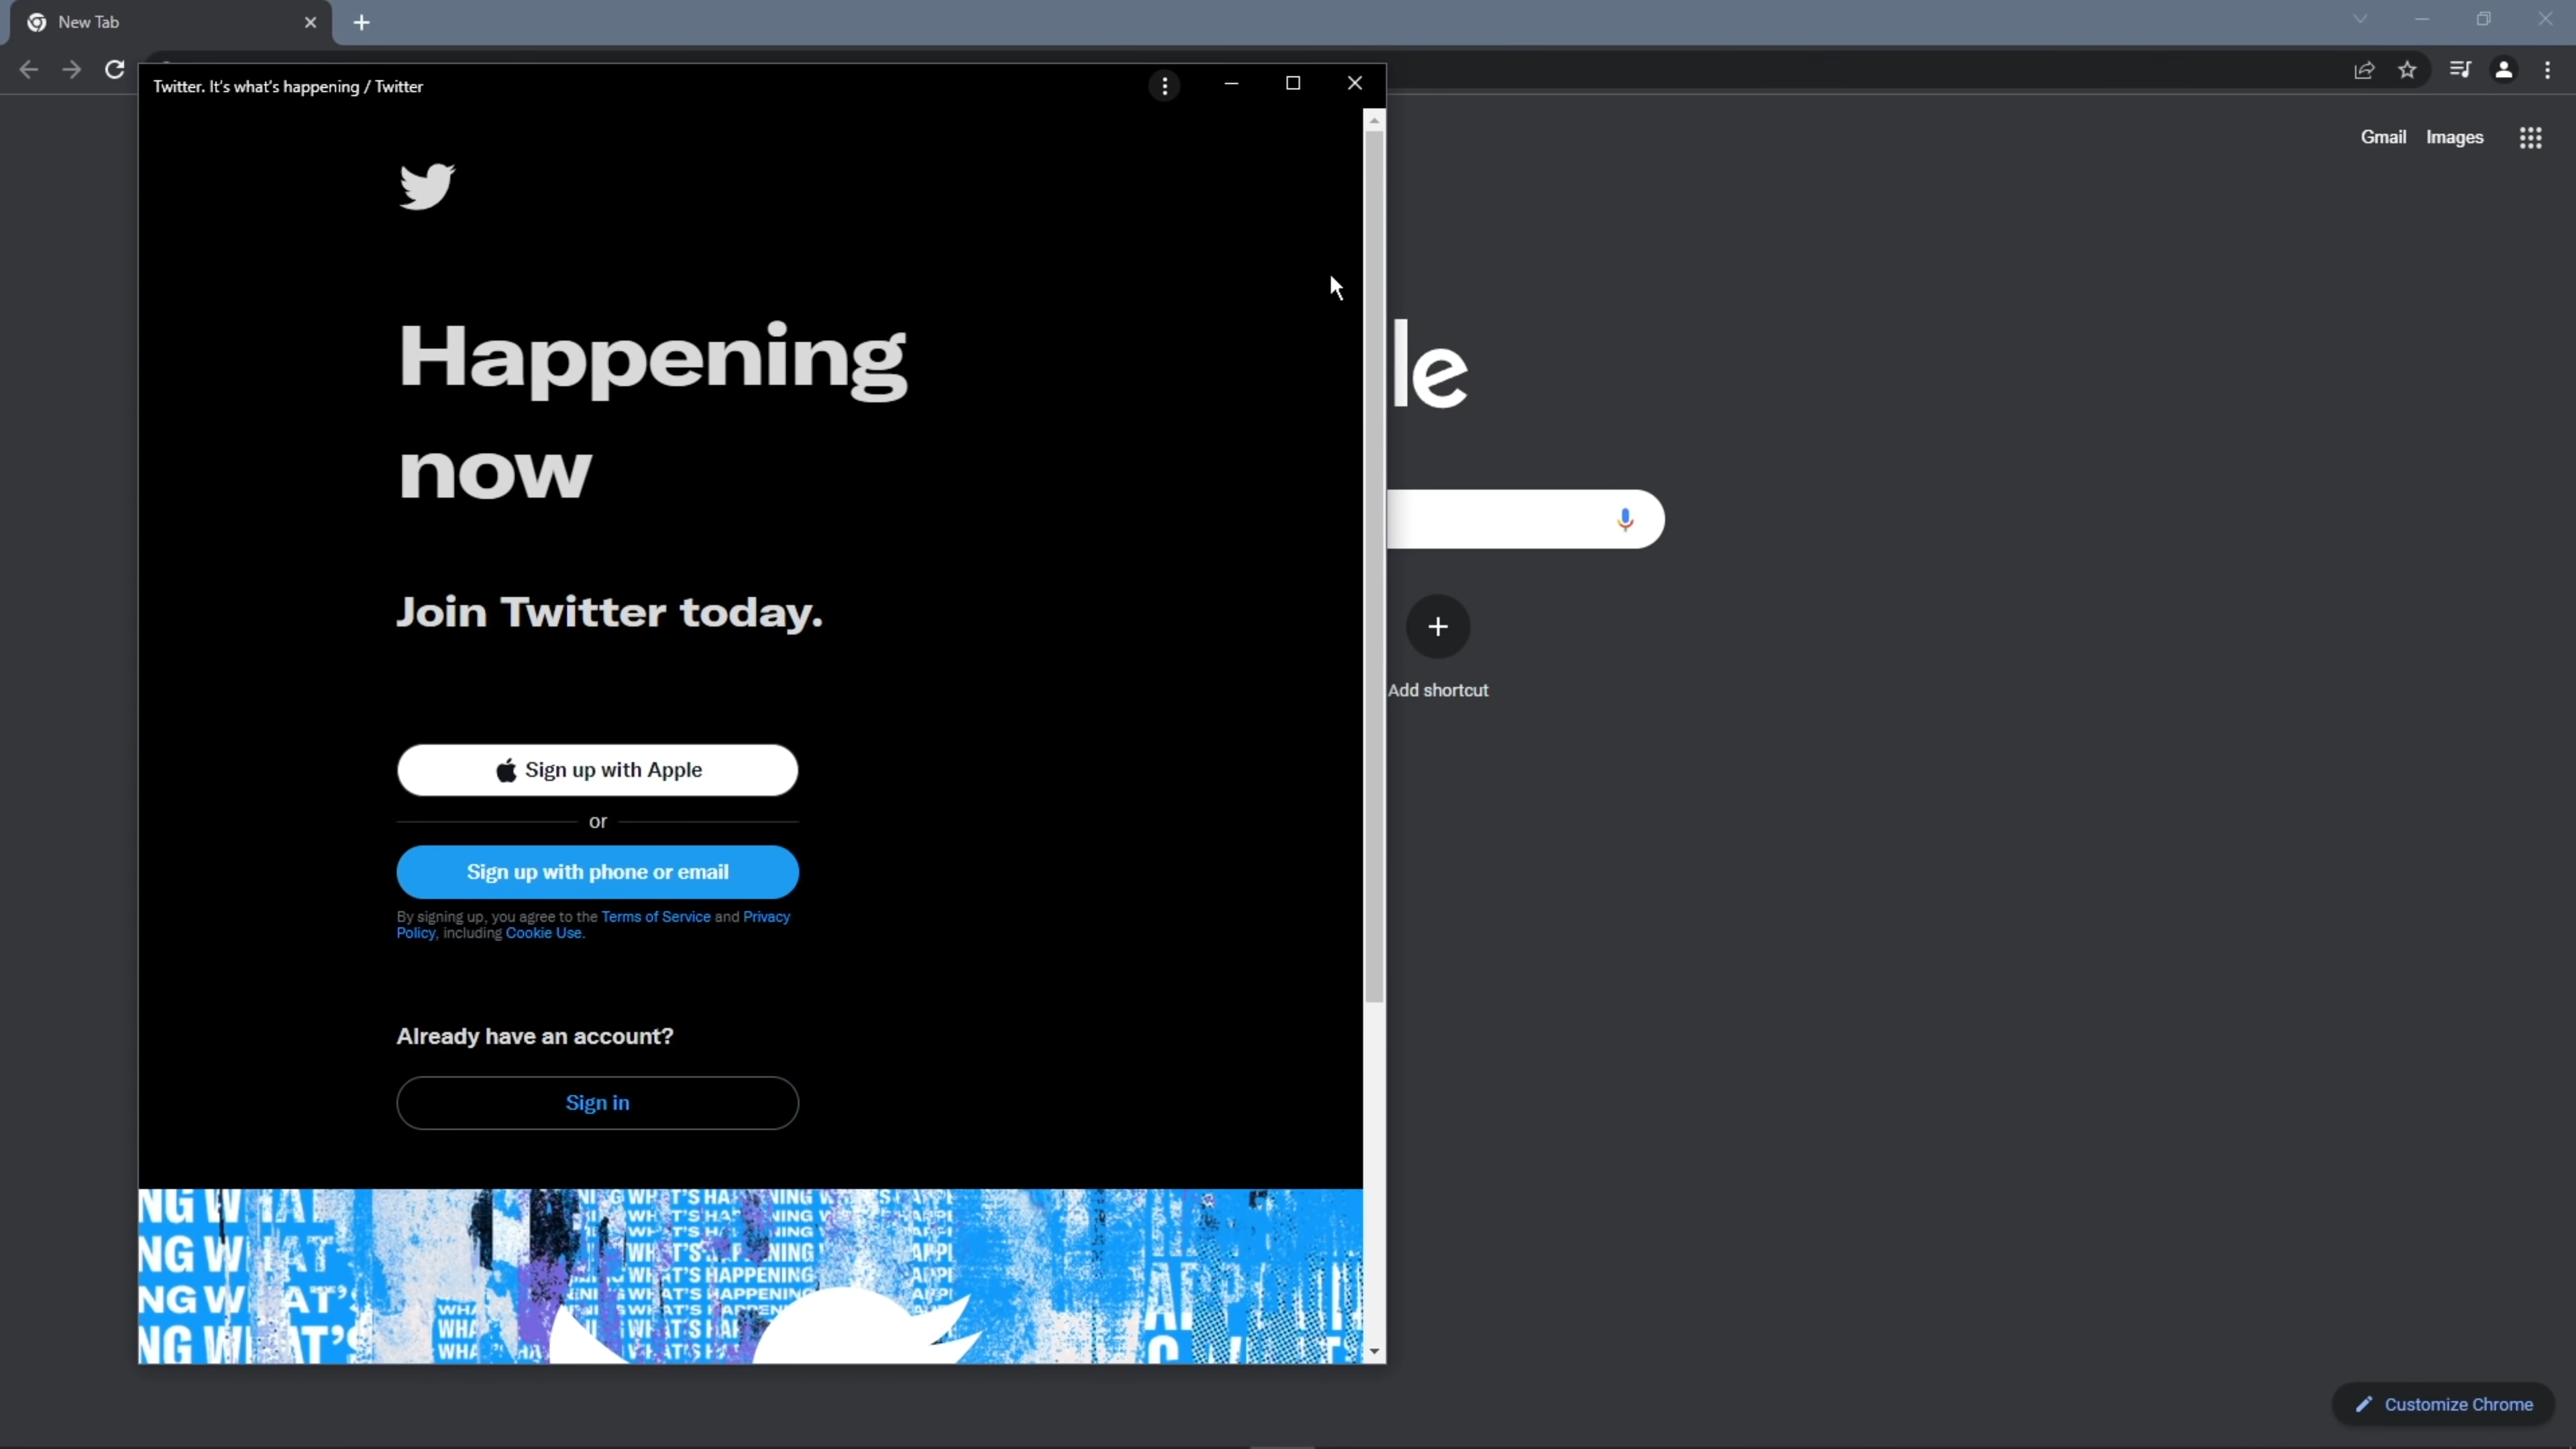 New Tab
Twitter. It's what's happening / Twitter
Gmail Images
Happening
now
le
Join Twitter today.
Add shortcut
Sign up with Apple
or
Sign up with phone or email
By signing up, you agree to the Terms of Service and Privacy
Policy, including Cookie Use.
Already have an account?
Sign in
Customize Chrome